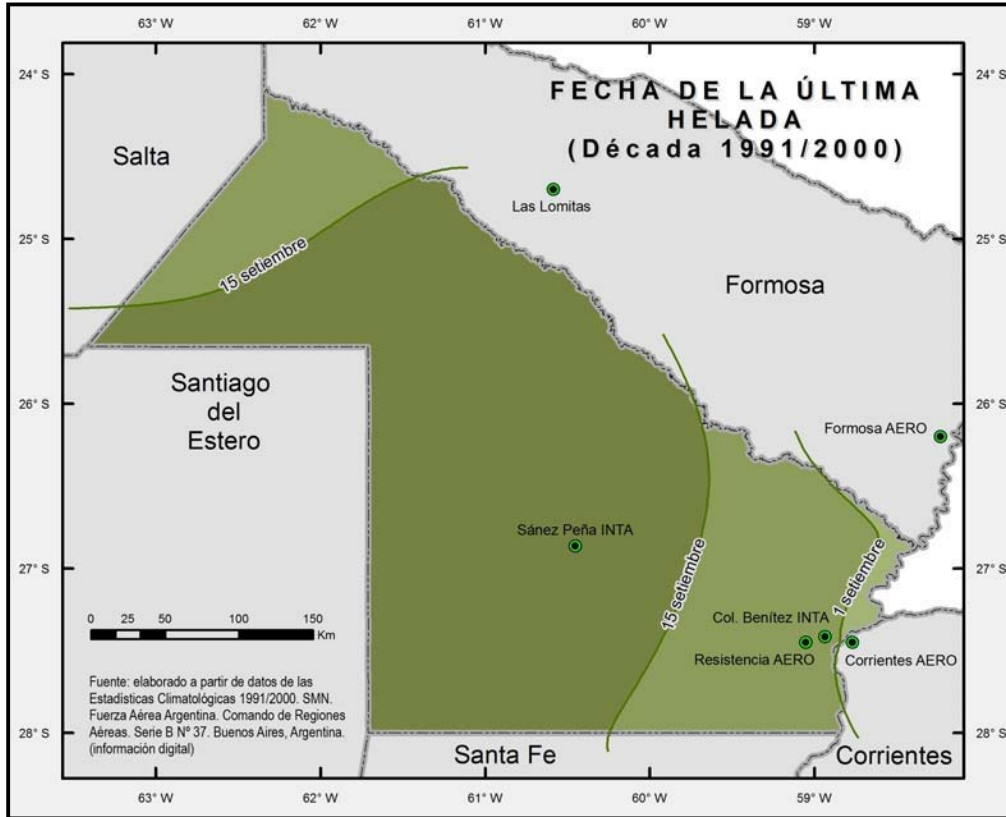 63° W 62° W 61° W 60° W 59° W
24° S 24° S
FECHA DE LA ÚLTIMA
HELADA
(Década 1991/2000)
Salta
Las Lomitas
25° S 25° S
15 setiembre
Formosa
Santiago
del
Estero
26° S 26° S
Formosa AERO
Sánez Peña INTA
27° S 27° S
15 setiembre
1 setiembre
0 25 50 100 150
Km
Col. Benítez INTA
Resistencia AERO
Corrientes AERO
Fuente: elaborado a partir de datos de las
Estadísticas Climatológicas 1991/2000. SMN.
Fuerza Aérea Argentina. Comando de Regiones
Aéreas. Serie B Nº 37. Buenos Aires, Argentina.
(información digital)
28° S 28° S
Santa Fe
Corrientes
63° W 62° W 61° W 60° W 59° W